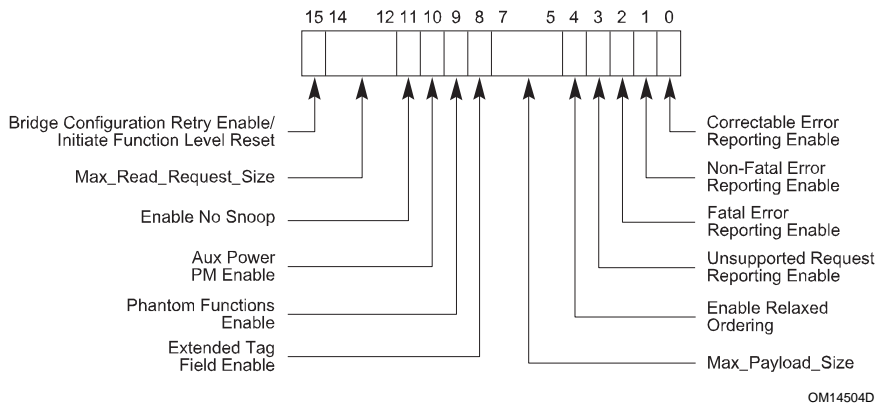 15 14 12 11 10 9 8 7 5 4 3 2 1 0
Bridge Configuration Retry Enable/
Initiate Function Level Reset
Max_Read_Request_Size
Enable No Snoop
Aux Power
PM Enable
Phantom Functions
Enable
Extended Tag
Field Enable
Correctable Error
Reporting Enable
Non-Fatal Error
Reporting Enable
Fatal Error
Reporting Enable
Unsupported Request
Reporting Enable
Enable Relaxed
Ordering
Max_Payload_Size
OM14504D